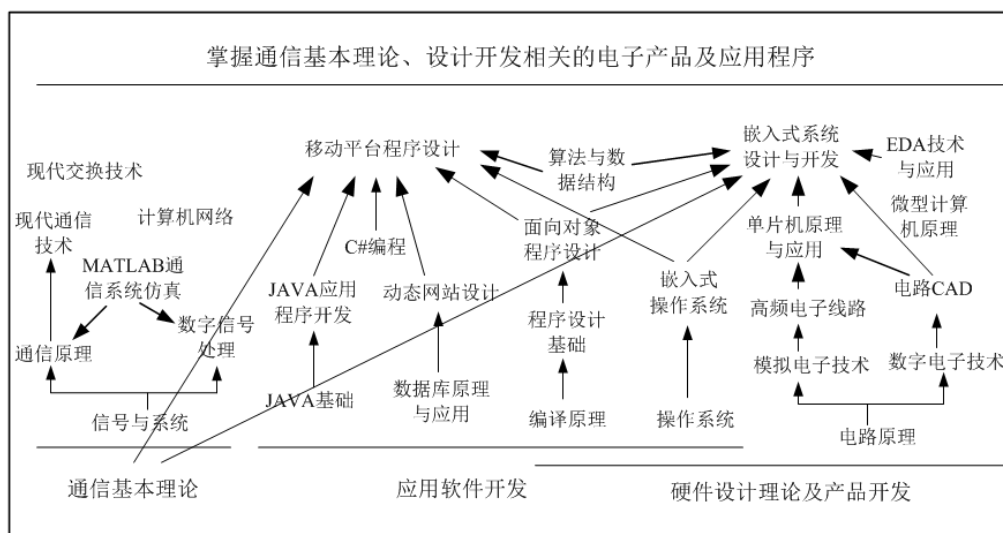 掌握通信基本理论、设计开发相关的电子产品及应用程序
现代交换技术
移动平台程序设计
算法与数
据结构
嵌入式系统
设计与开发
EDA技术
与应用
现代通信
技术
计算机网络
C#编程
面向对象
程序设计
单片机原理
与应用
微型计算
机原理
MATLAB通
信系统仿真
JAVA应用
程序开发
动态网站设计
嵌入式
操作系统
电路CAD
通信原理
数字信号
处理
程序设计
基础
高频电子线路
模拟电子技术
数字电子技术
信号与系统
JAVA基础
数据库原理
与应用
编译原理
操作系统
电路原理
通信基本理论
应用软件开发
硬件设计理论及产品开发